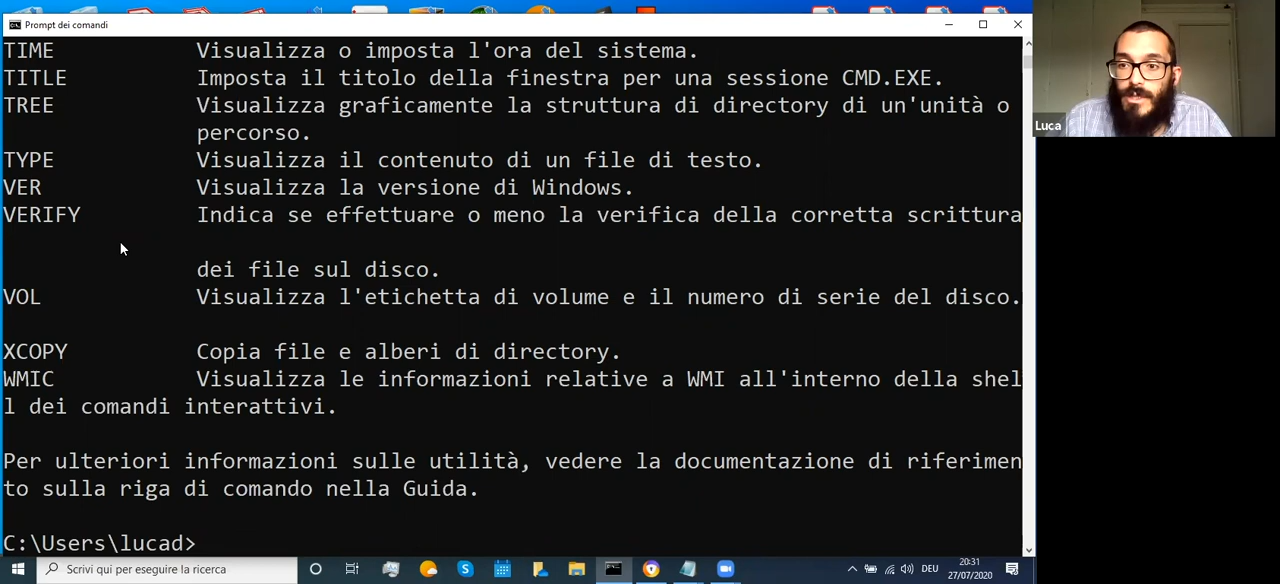 Prompt dei comandi
TIME Visualizza o imposta l'ora del sistema.
TITLE Imposta il titolo della finestra per una sessione CMD.EXE.
TREE Visualizza graficamente la struttura di directory di un'unità o
percorso.
TYPE Visualizza il contenuto di un file di testo.
VER Visualizza la versione di Windows.
VERIFY Indica se effettuare o meno la verifica della corretta scrittura
dei file sul disco.
VOL Visualizza l'etichetta di volume e il numero di serie del disco.
XCOPY Copia file e alberi di directory.
WMIC Visualizza le informazioni relative a WMI all'interno della shel
l dei comandi interattivi.
Per ulteriori informazioni sulle utilità, vedere la documentazione di riferimen
to sulla riga di comando nella Guida.
C:\Users\lucad>
Luca
Scrivi qui per eseguire la ricerca
DEU
20:31
27/07/2020